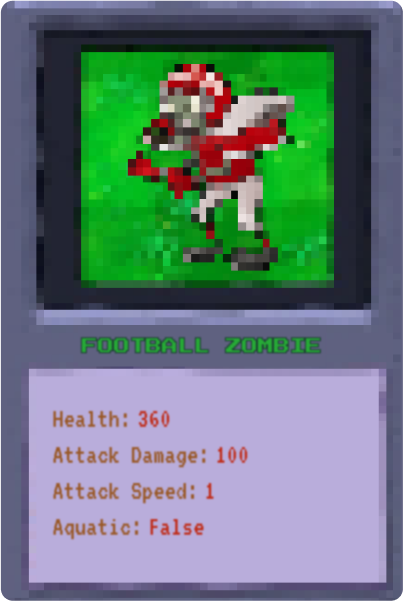 FOOTBALL ZOMBIE
Health: 360
Attack Damage: 100
Attack Speed: 1
Aquatic: False